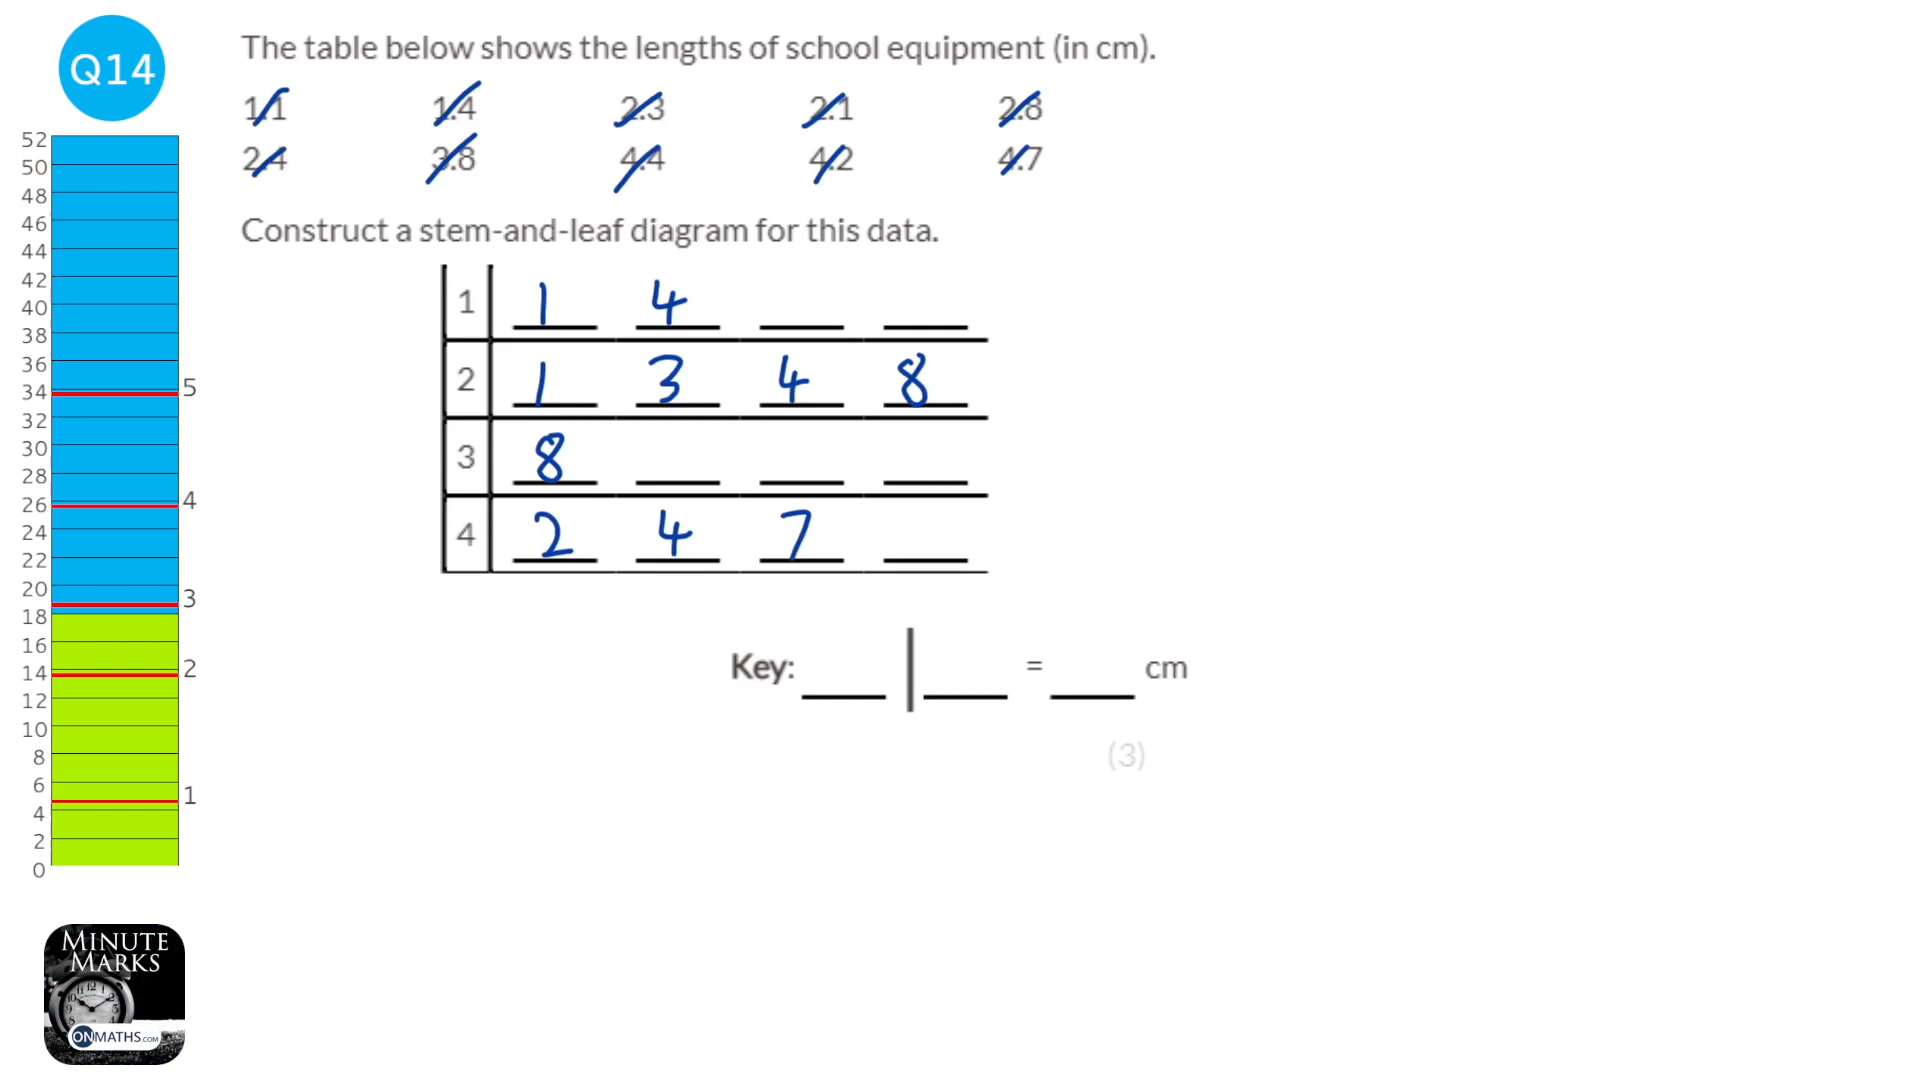 Q14
The table below shows the lengths of school equipment (in cm).
1.1 1.4 2.3 2.1 2.8
2.4 3.8 4.4 4.2 4.7
Construct a stem-and-leaf diagram for this data.
1 1 4
2 1 3 4 8
3 8
4 2 4 7
Key: = cm
(3)
52
50
48
46
44
42
40
38
36
34 5
32
30
28
26 4
24
22
20
18 3
16
14 2
12
10
8
6
4 1
2
0
MINUTE
MARKS
ONMATHS.COM